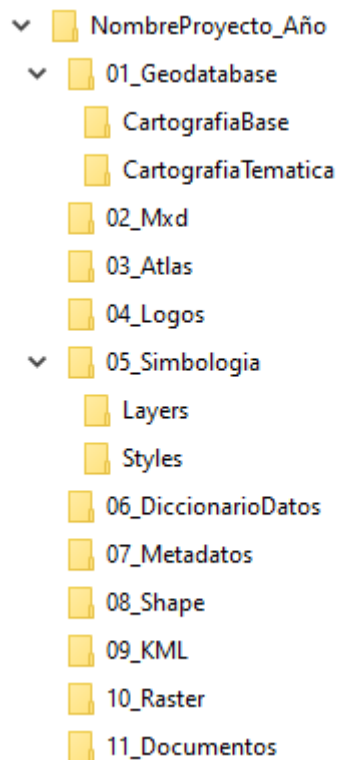 NombreProyecto_Año
01_Geodatabase
CartografiaBase
CartografiaTematica
02_Mxd
03_Atlas
04_Logos
05_Simbologia
Layers
Styles
06_DiccionarioDatos
07_Metadatos
08_Shape
09_KML
10_Raster
11_Documentos